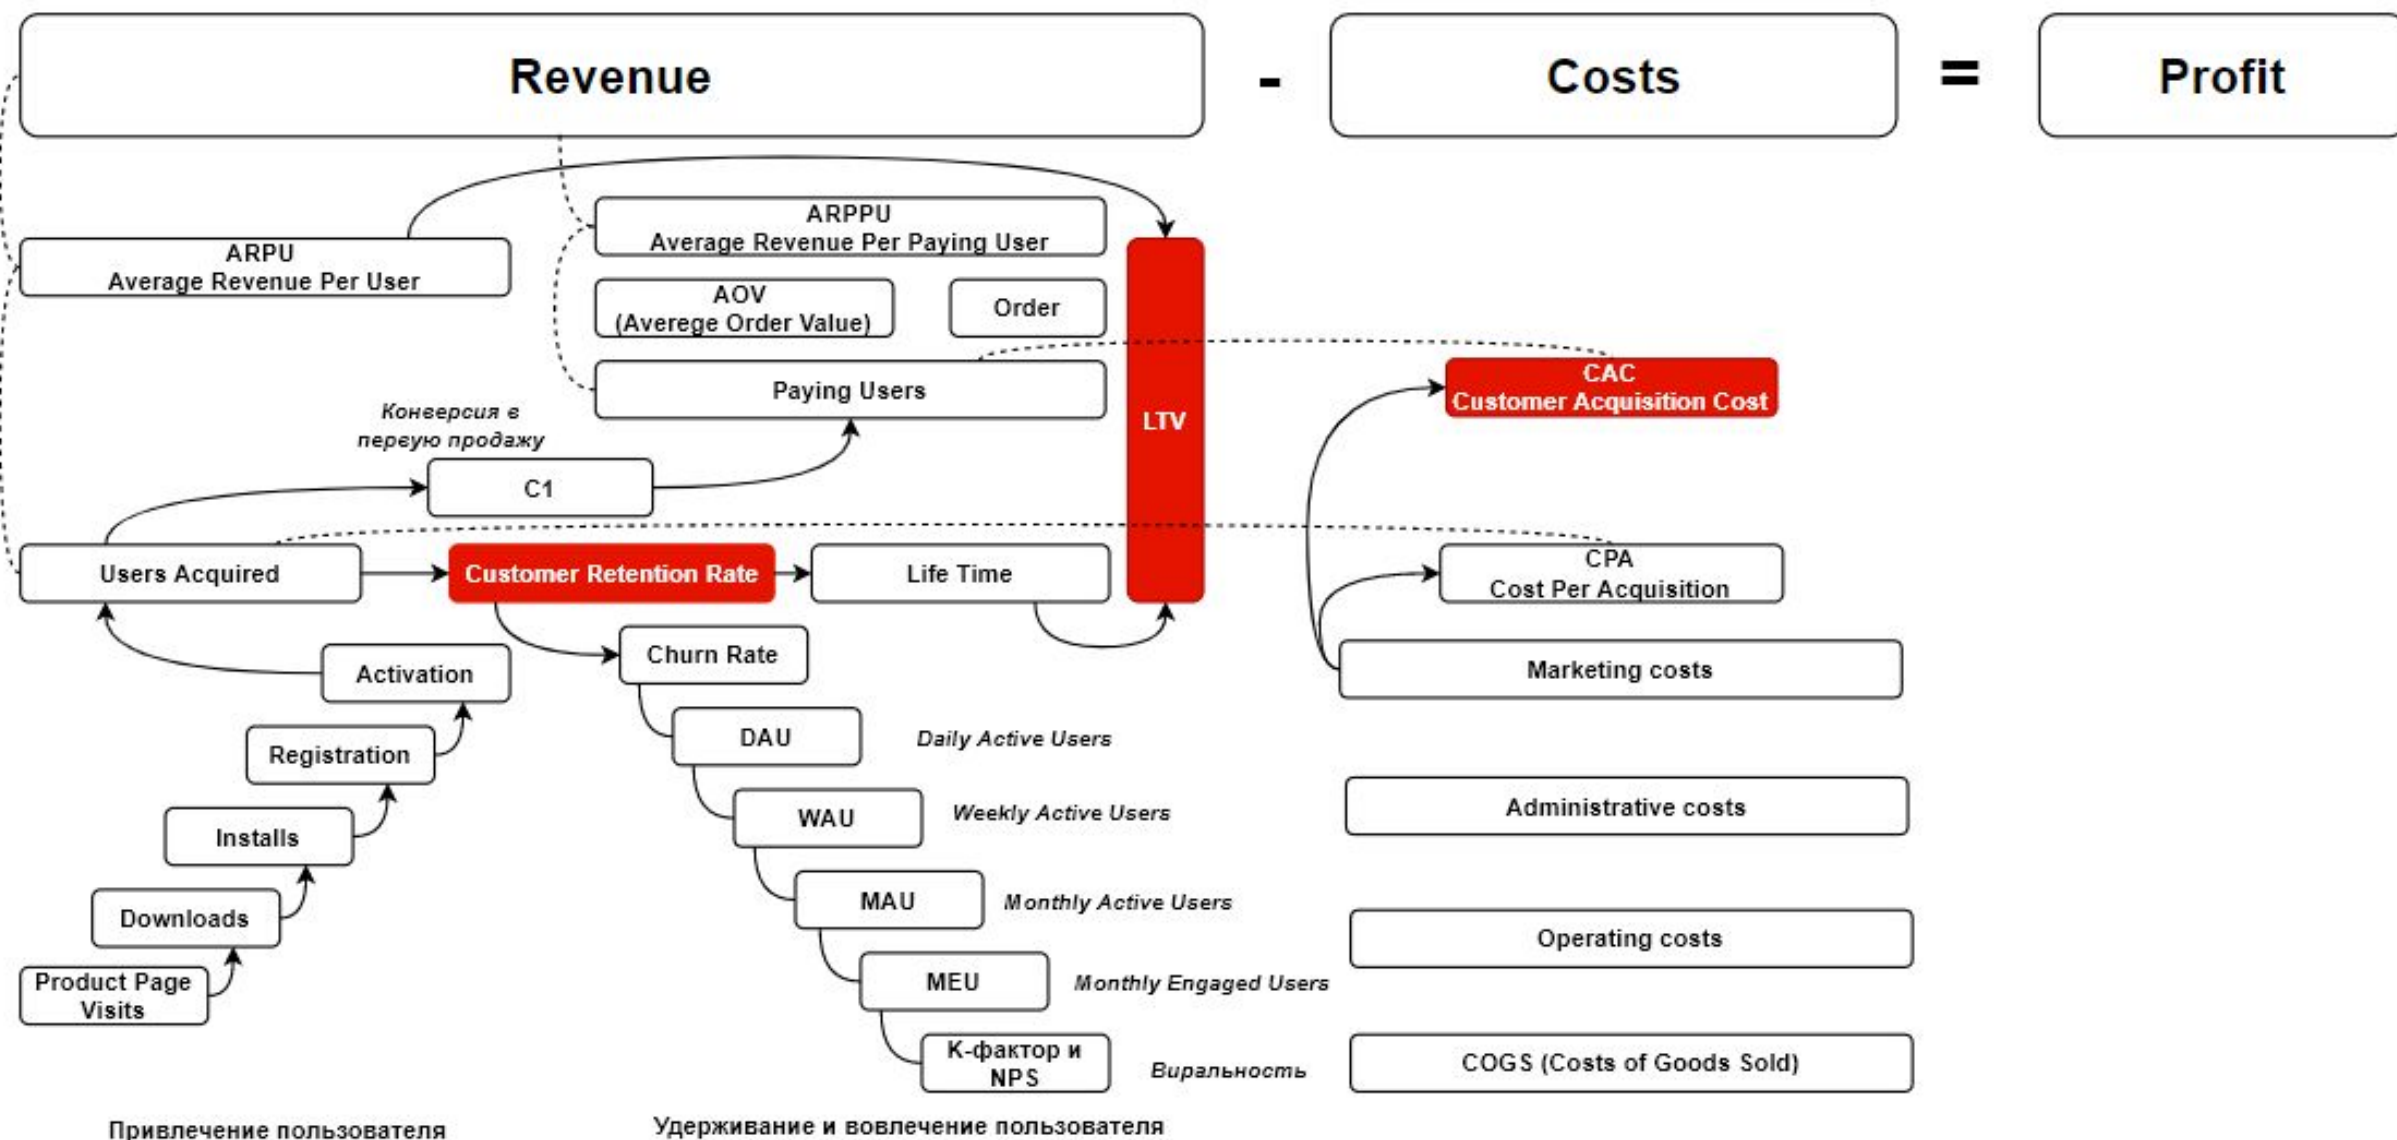 Revenue
-
Costs
=
Profit
ARPPU
Average Revenue Per Paying User
ARPU
Average Revenue Per User
AOV
(Averege Order Value)
Order
CAC
Customer Acquisition Cost
Paying Users
LTV
Конверсия в
первую продажу
C1
Users Acquired
Customer Retention Rate
Life Time
CPA
Cost Per Acquisition
Churn Rate
Activation
Marketing costs
DAU
Daily Active Users
Registration
WAU
Weekly Active Users
Administrative costs
Installs
MAU
Monthly Active Users
Downloads
Operating costs
MEU
Monthly Engaged Users
Product Page
Visits
К-фактор и
NPS
Виральность
COGS (Costs of Goods Sold)
Привлечение пользователя
Удерживание и вовлечение пользователя